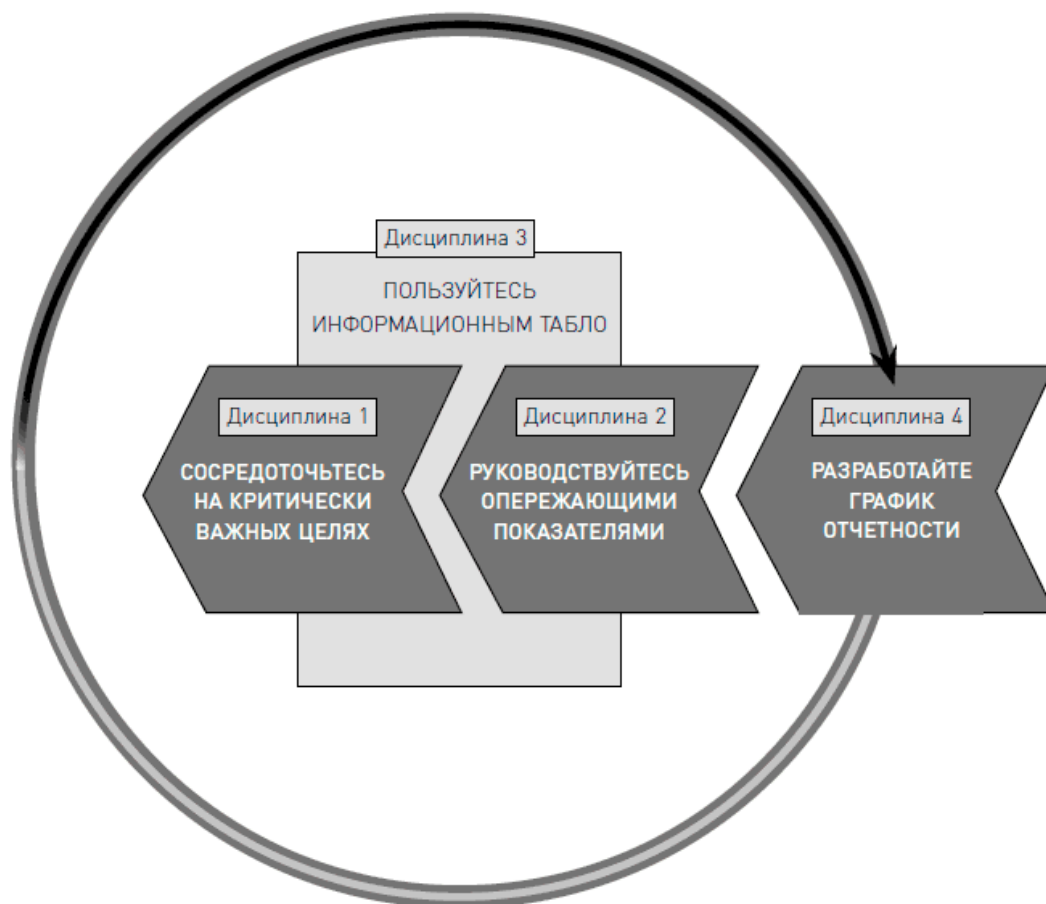 Дисциплина 3
ПОЛЬЗУЙТЕСЬ
ИНФОРМАЦИОННЫМ ТАБЛО
Дисциплина 1
СОСРЕДОТОЧЬТЕСЬ
НА КРИТИЧЕСКИ
ВАЖНЫХ ЦЕЛЯХ
Дисциплина 2
РУКОВОДСТВУЙТЕСЬ
ОПЕРЕЖАЮЩИМИ
ПОКАЗАТЕЛЯМИ
Дисциплина 4
РАЗРАБОТАЙТЕ
ГРАФИК
ОТЧЕТНОСТИ